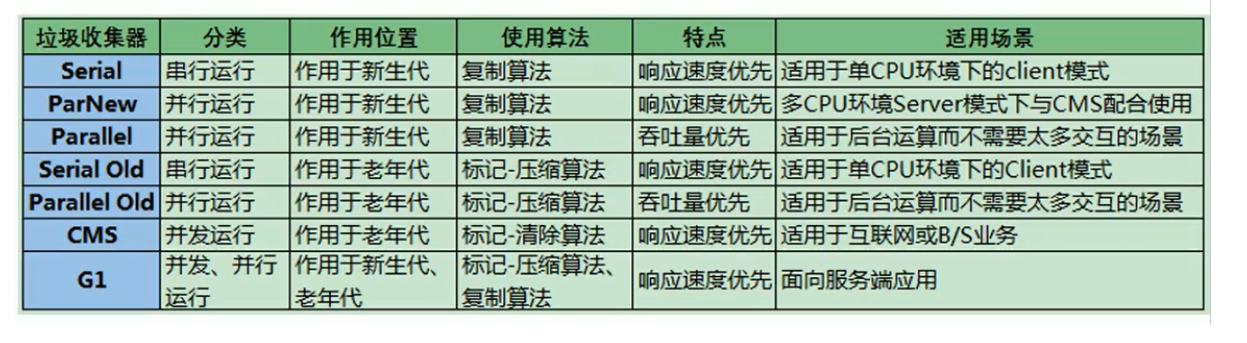 垃圾收集器 分类 作用位置 使用算法 特点 适用场景
Serial 串行运行 作用于新生代 复制算法 响应速度优先 适用于单CPU环境下的client模式
ParNew 并行运行 作用于新生代 复制算法 响应速度优先 多CPU环境Server模式下与CMS配合使用
Parallel 并行运行 作用于新生代 复制算法 吞吐量优先 适用于后台运算而不需要太多交互的场景
Serial Old 串行运行 作用于老年代 标记-压缩算法 响应速度优先 适用于单CPU环境下的Client模式
Parallel Old 并行运行 作用于老年代 标记-压缩算法 吞吐量优先 适用于后台运算而不需要太多交互的场景
CMS 并发运行 作用于老年代 标记-清除算法 响应速度优先 适用于互联网或B/S业务
G1 并发、并行 作用于新生代、 标记-压缩算法、 响应速度优先 面向服务端应用
运行 老年代 复制算法